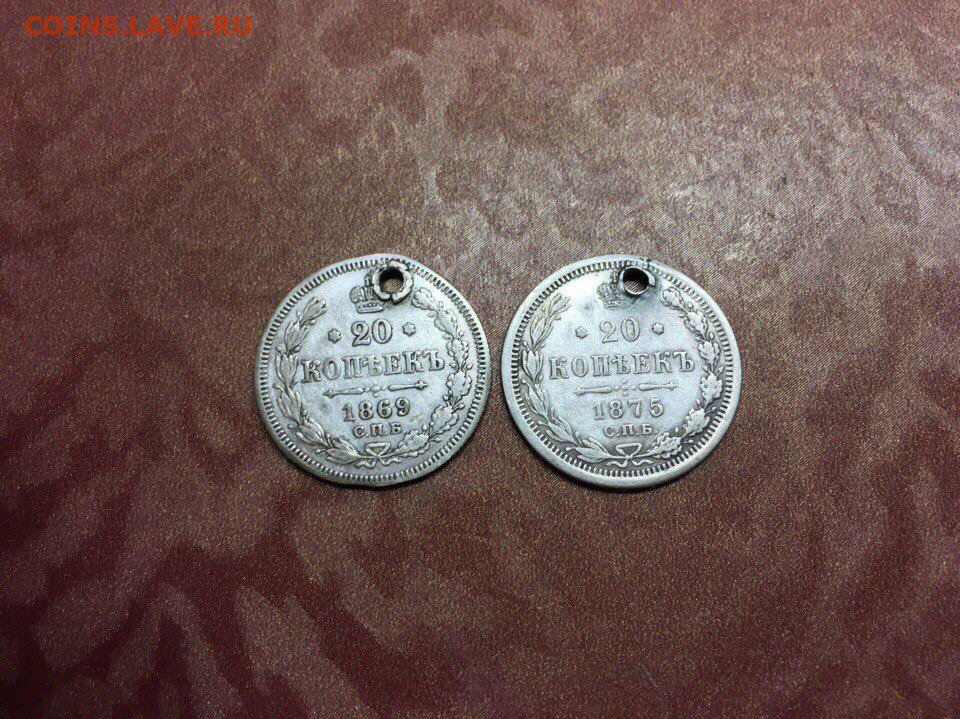 COINS.LAVE.RU
20
КОПѢЕКЪ
1869
С.П.Б.
20
КОПѢЕКЪ
1875
С.П.Б.